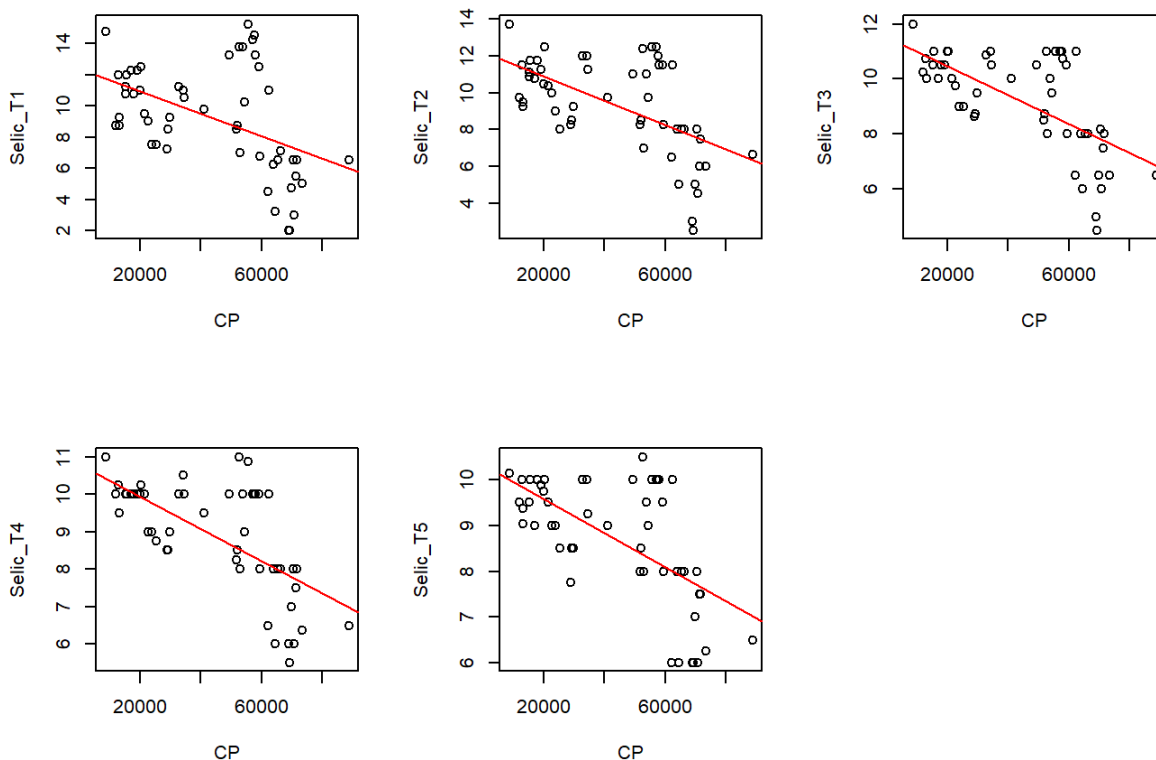 Selic_T1
2 4 6 8 10 14
20000 60000
CP
Selic_T2
4 6 8 10 12 14
20000 60000
CP
Selic_T3
6 8 10 12
20000 60000
CP
Selic_T4
6 7 8 9 10 11
20000 60000
CP
Selic_T5
6 7 8 9 10
20000 60000
CP